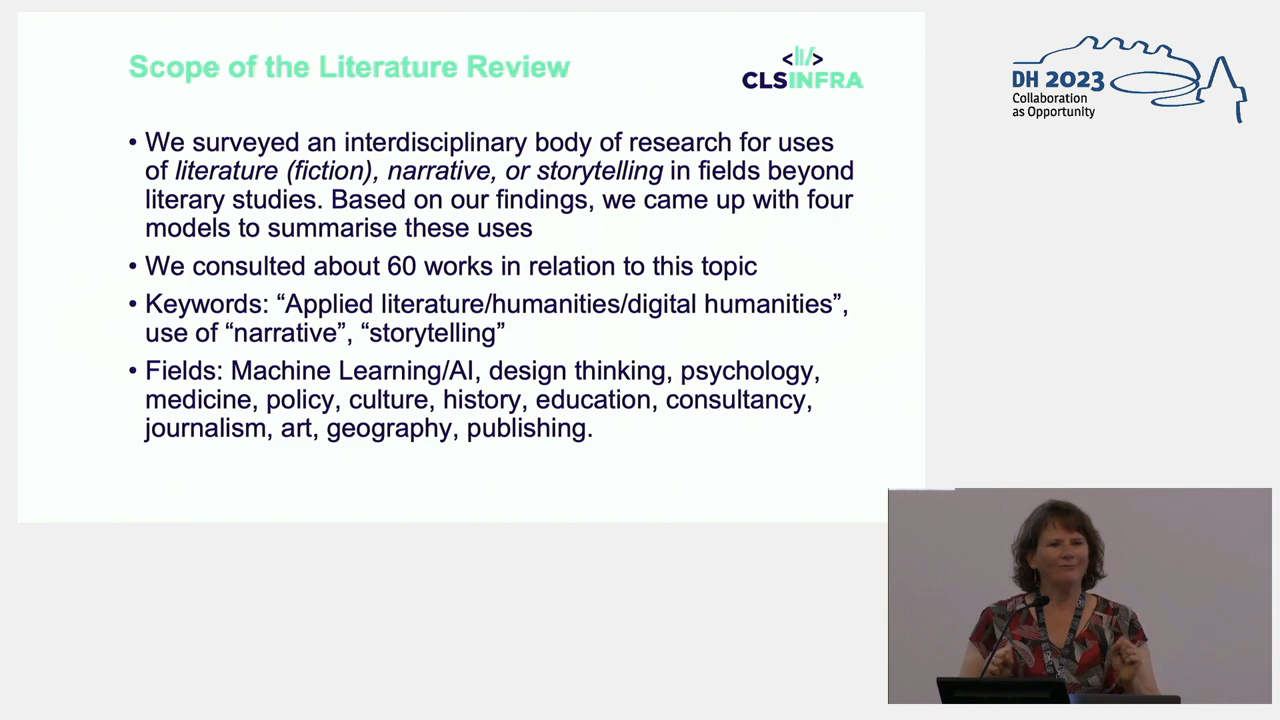 Scope of the Literature Review
</>
CLSINFRA
• We surveyed an interdisciplinary body of research for uses
of literature (fiction), narrative, or storytelling in fields beyond
literary studies. Based on our findings, we came up with four
models to summarise these uses
• We consulted about 60 works in relation to this topic
• Keywords: “Applied literature/humanities/digital humanities”,
use of “narrative”, “storytelling”
• Fields: Machine Learning/AI, design thinking, psychology,
medicine, policy, culture, history, education, consultancy,
journalism, art, geography, publishing.
DH 2023
Collaboration
as Opportunity